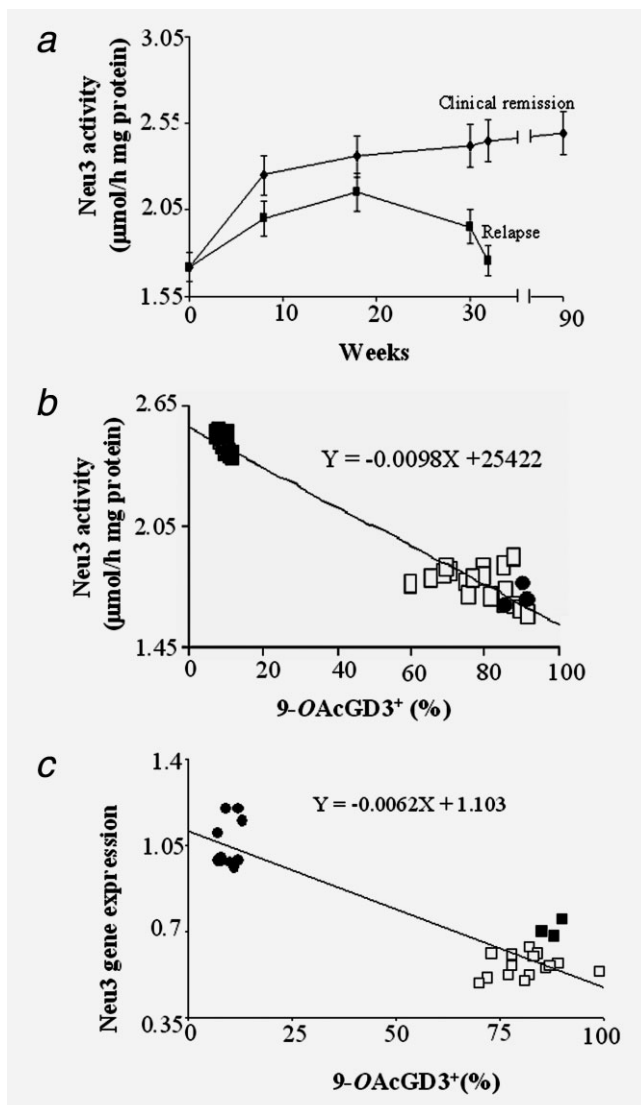 a
Neu3 activity
(µmol/h mg protein)
3.05
2.55
2.05
1.55
Clinical remission
Relapse
0 10 20 30 90
Weeks
b
Neu3 activity
(µmol/h mg protein)
2.65
2.05
1.45
Y = -0.0098X +25422
0 20 40 60 80 100
9-OAcGD3⁺ (%)
c
Neu3 gene expression
1.4
1.05
0.7
0.35
Y = -0.0062X + 1.103
0 25 50 75 100
9-OAcGD3⁺(%)